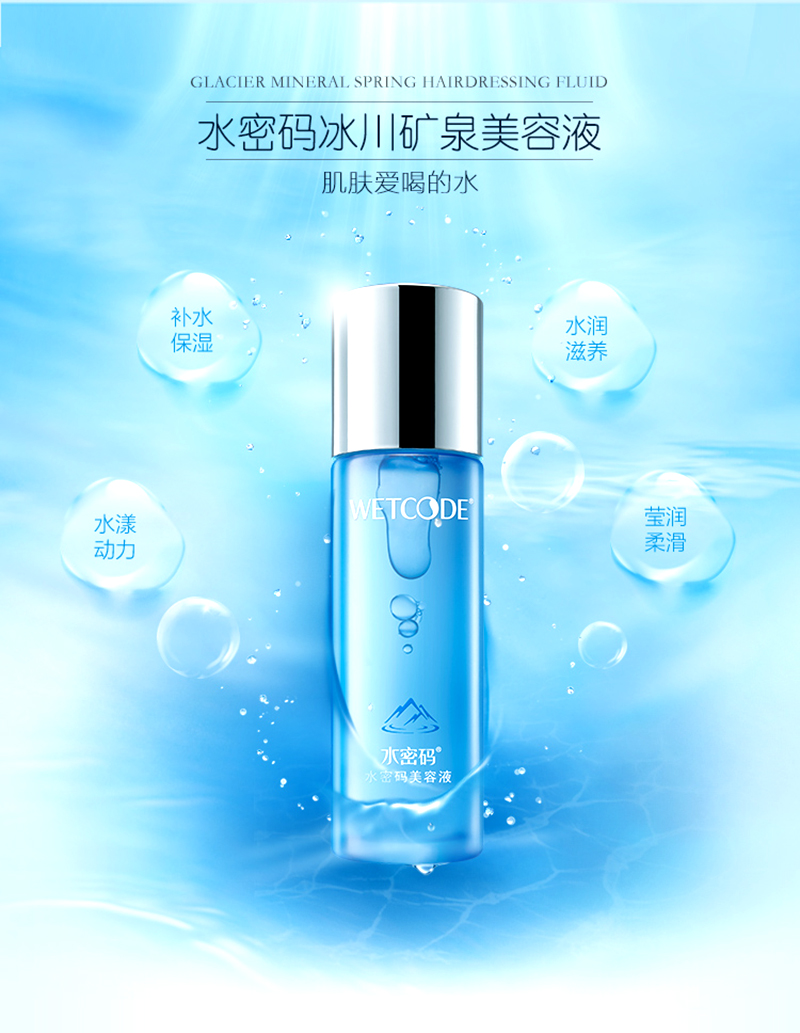 GLACIER MINERAL SPRING HAIRDRESSING FLUID
水密码冰川矿泉美容液
肌肤爱喝的水
补水
保湿
水润
滋养
水漾
动力
莹润
柔滑
WETCODE®
水密码®
水密码美容液